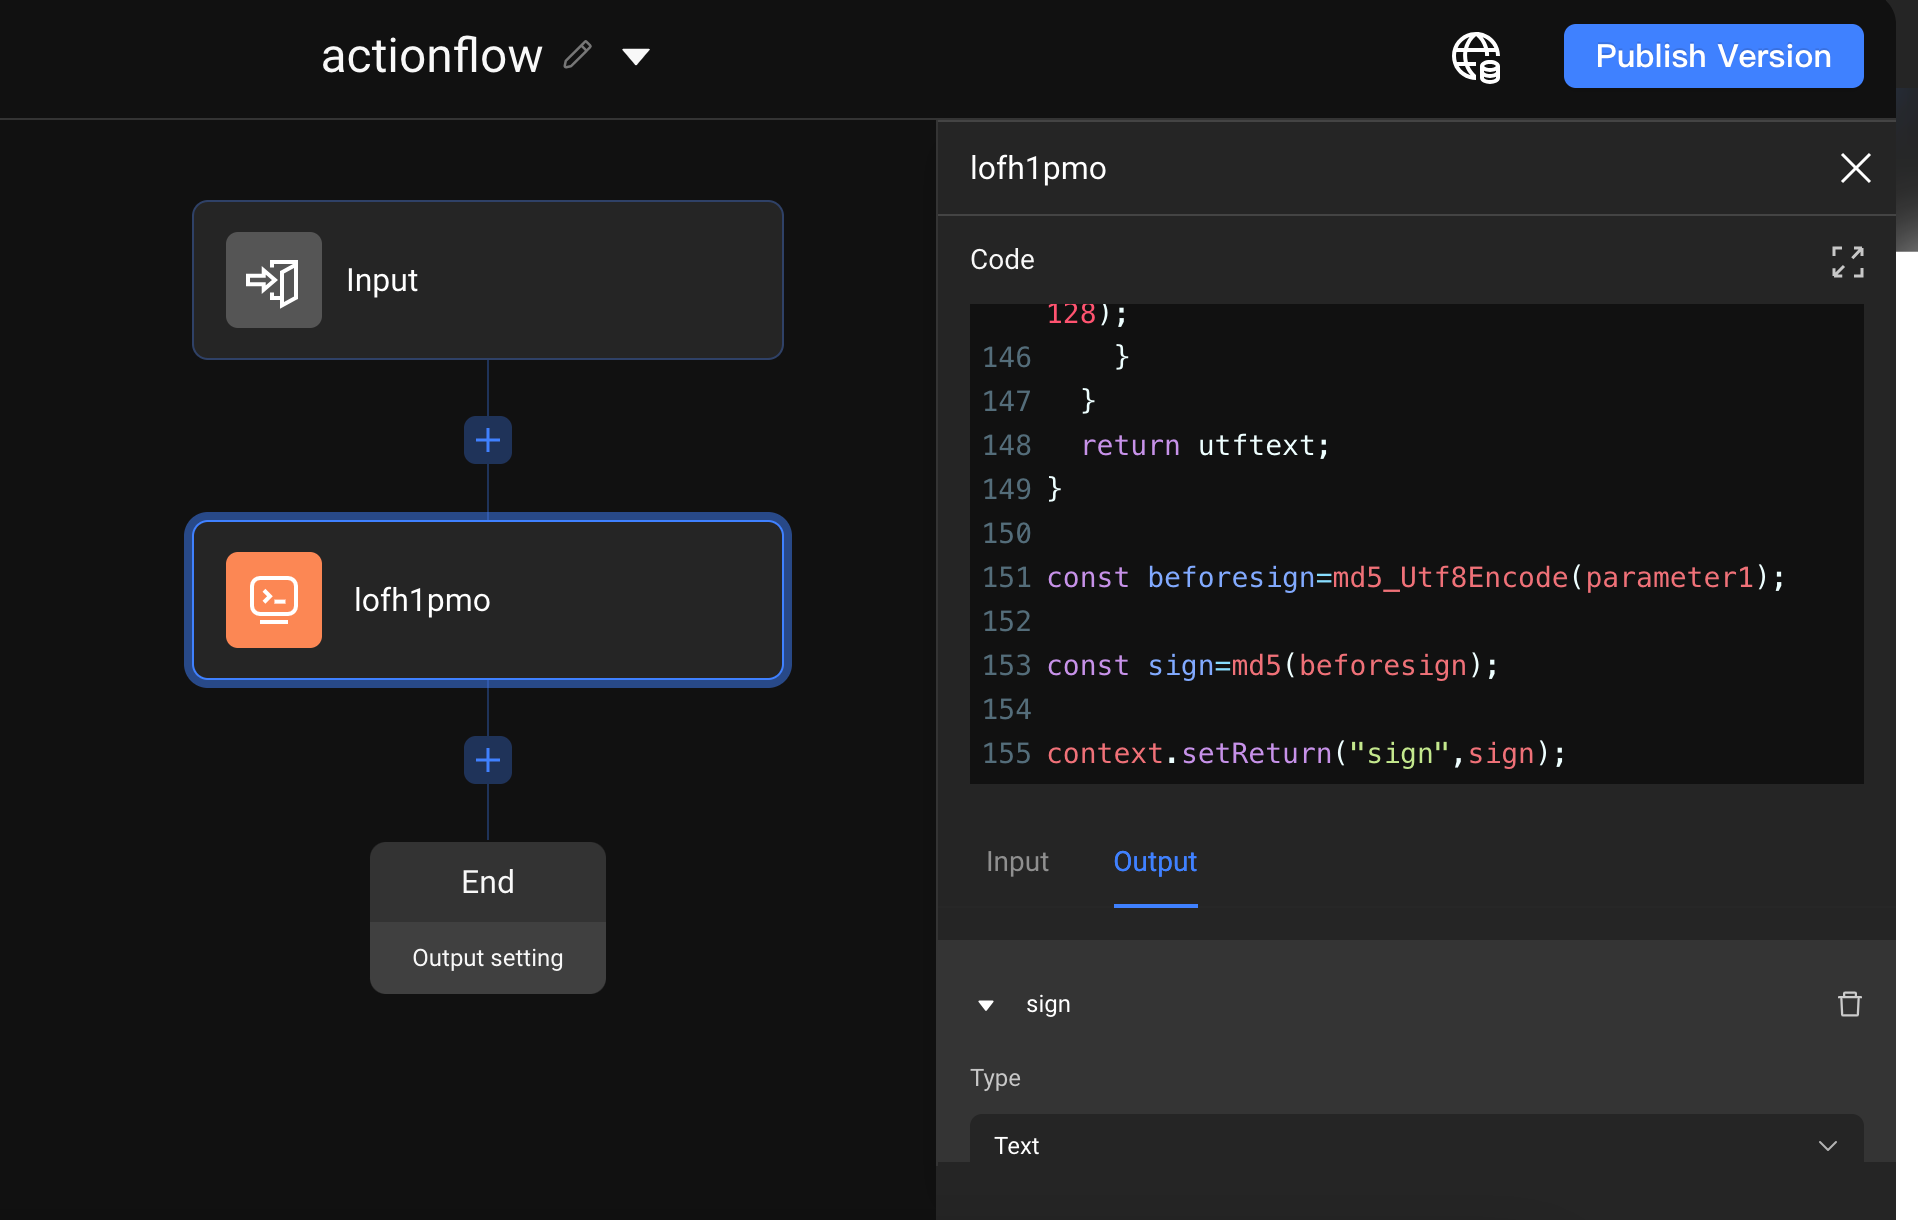 actionflow
Publish Version
Input
lofh1pmo
End
Output setting
lofh1pmo
Code
128);
146     }
147   }
148   return utftext;
149 }
150
151 const beforesign=md5_Utf8Encode(parameter1);
152
153 const sign=md5(beforesign);
154
155 context.setReturn("sign",sign);
Input Output
sign
Type
Text